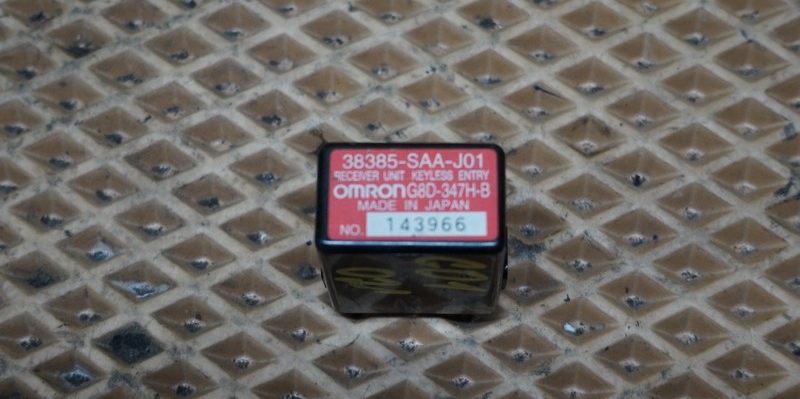 38385-SAA-J01
RECEIVER UNIT KEYLESS ENTRY
OMRON G8D-347H-B
MADE IN JAPAN
NO. 143966